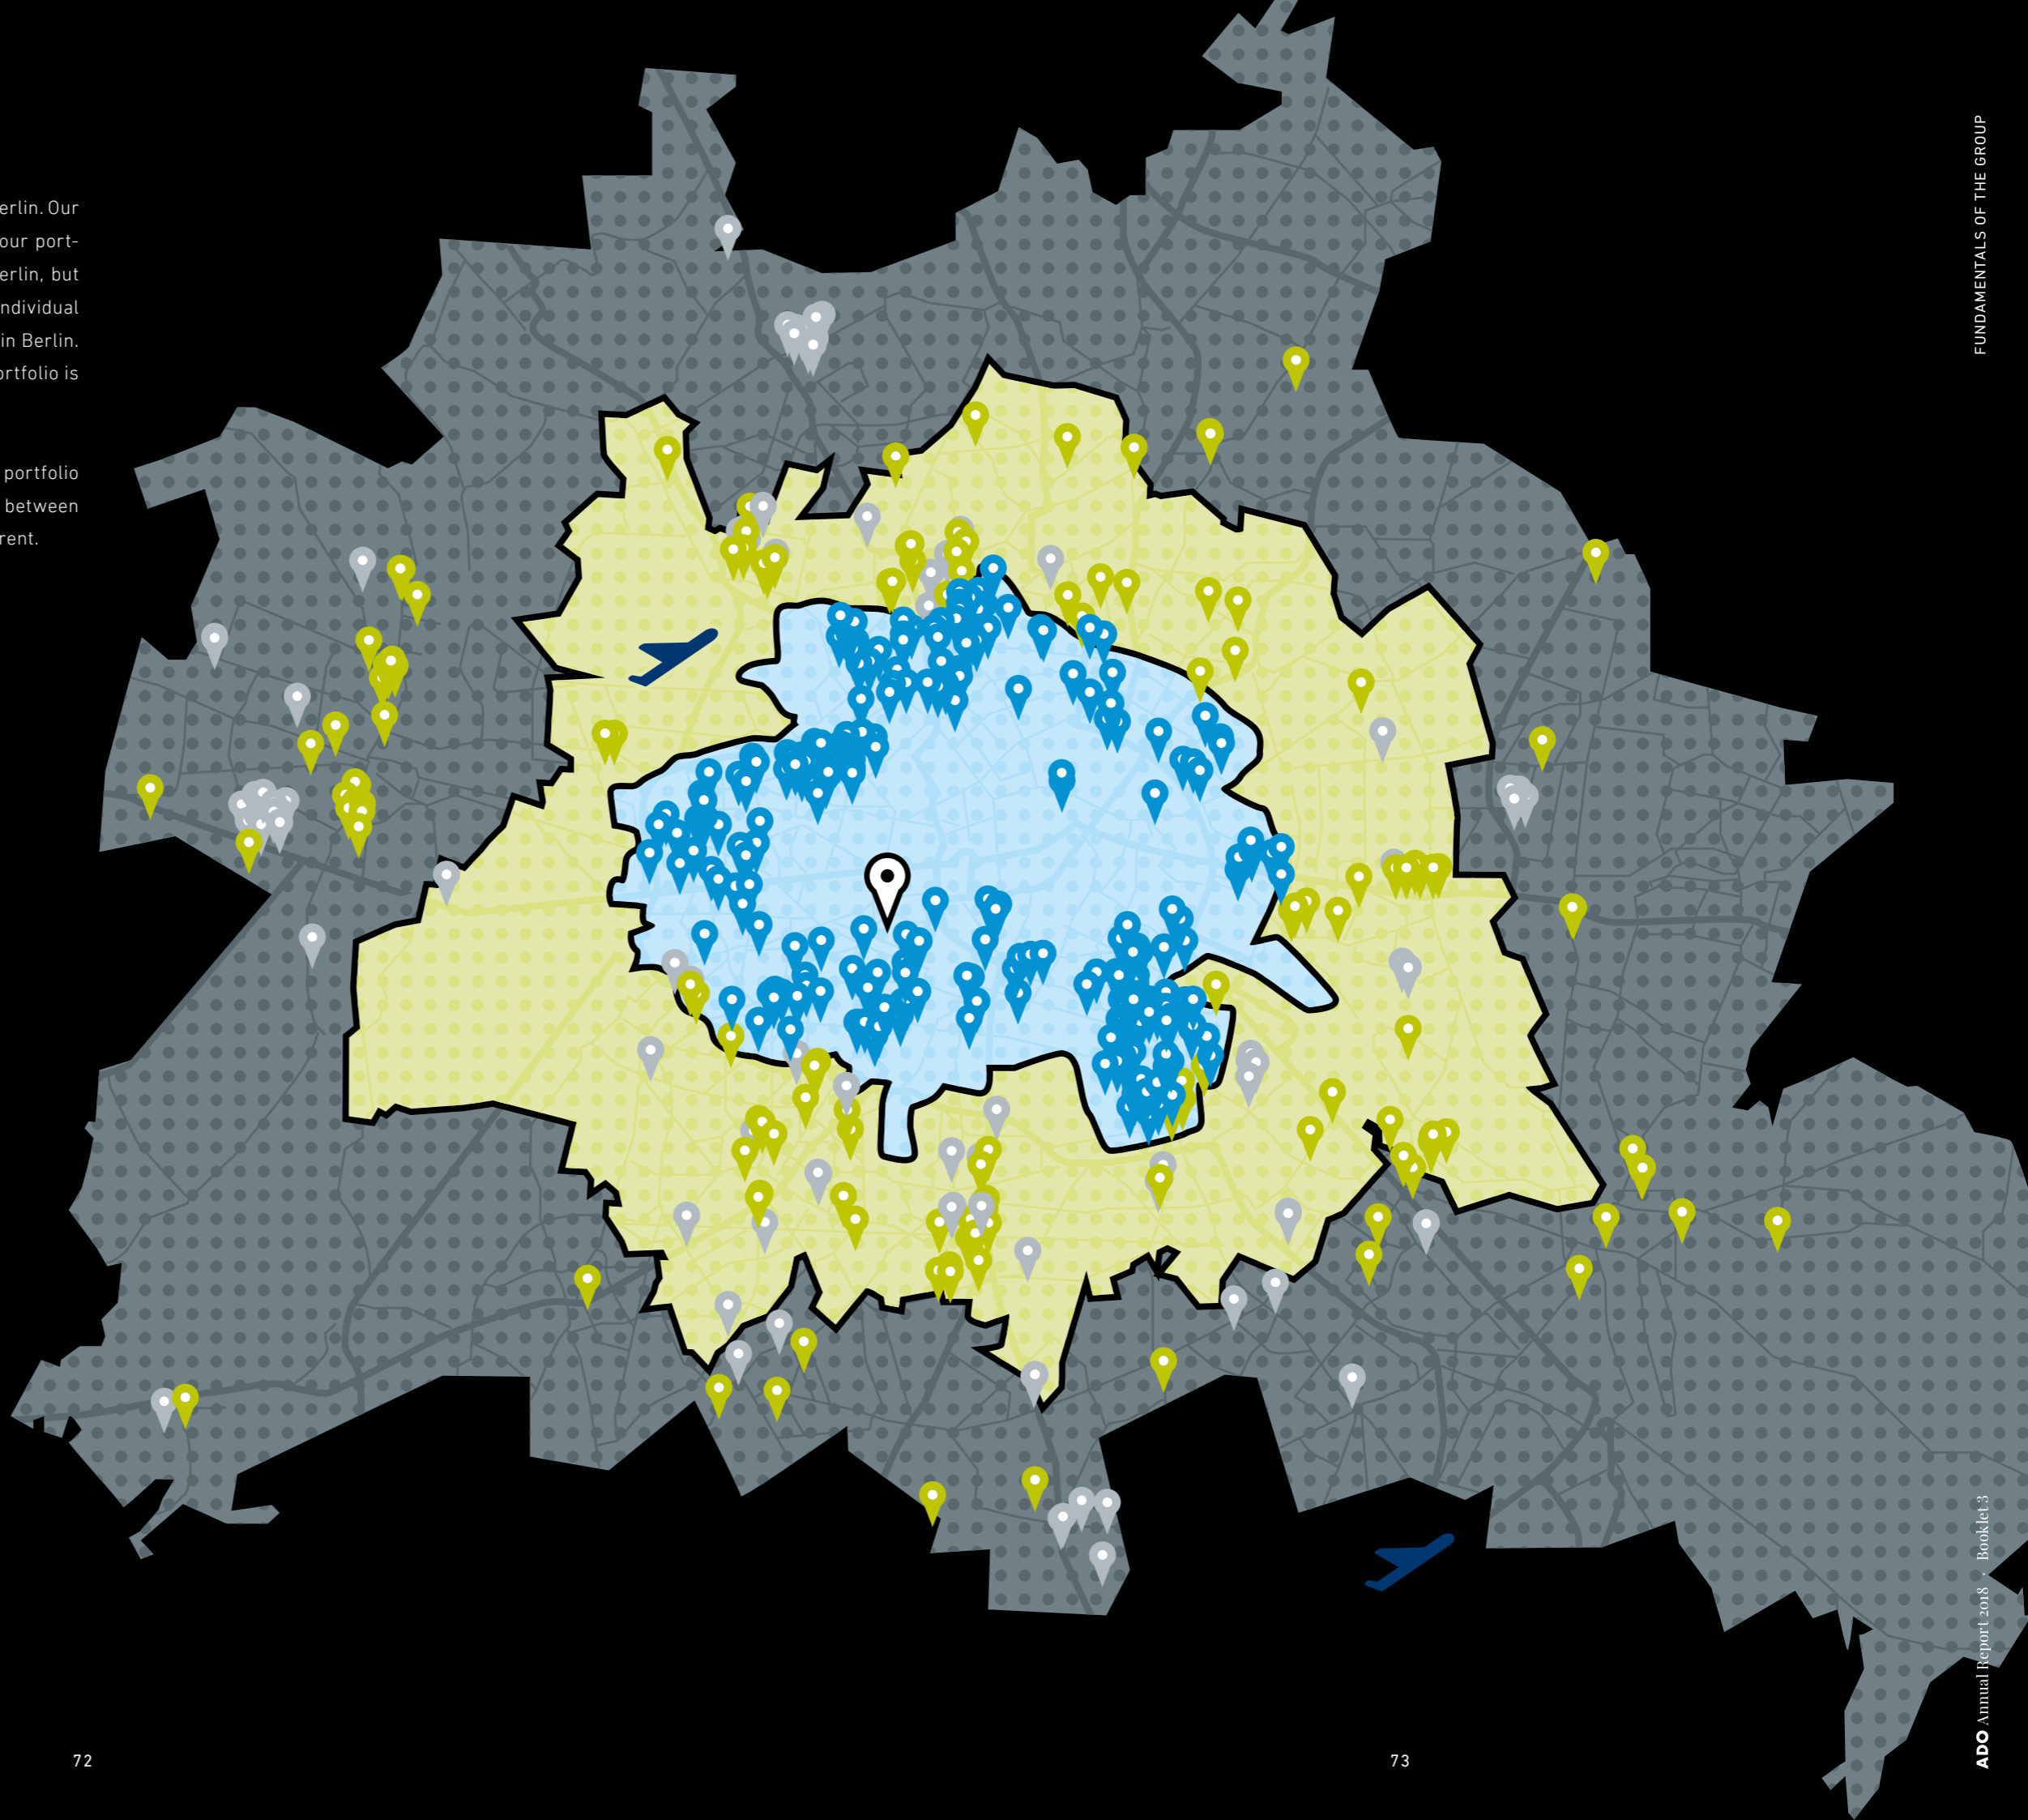 erlin. Our
our port-
erlin, but
ndividual
in Berlin.
ortfolio is
portfolio
between
rent.
FUNDAMENTALS OF THE GROUP
72
73
ADO Annual Report 2018 · Booklet 3